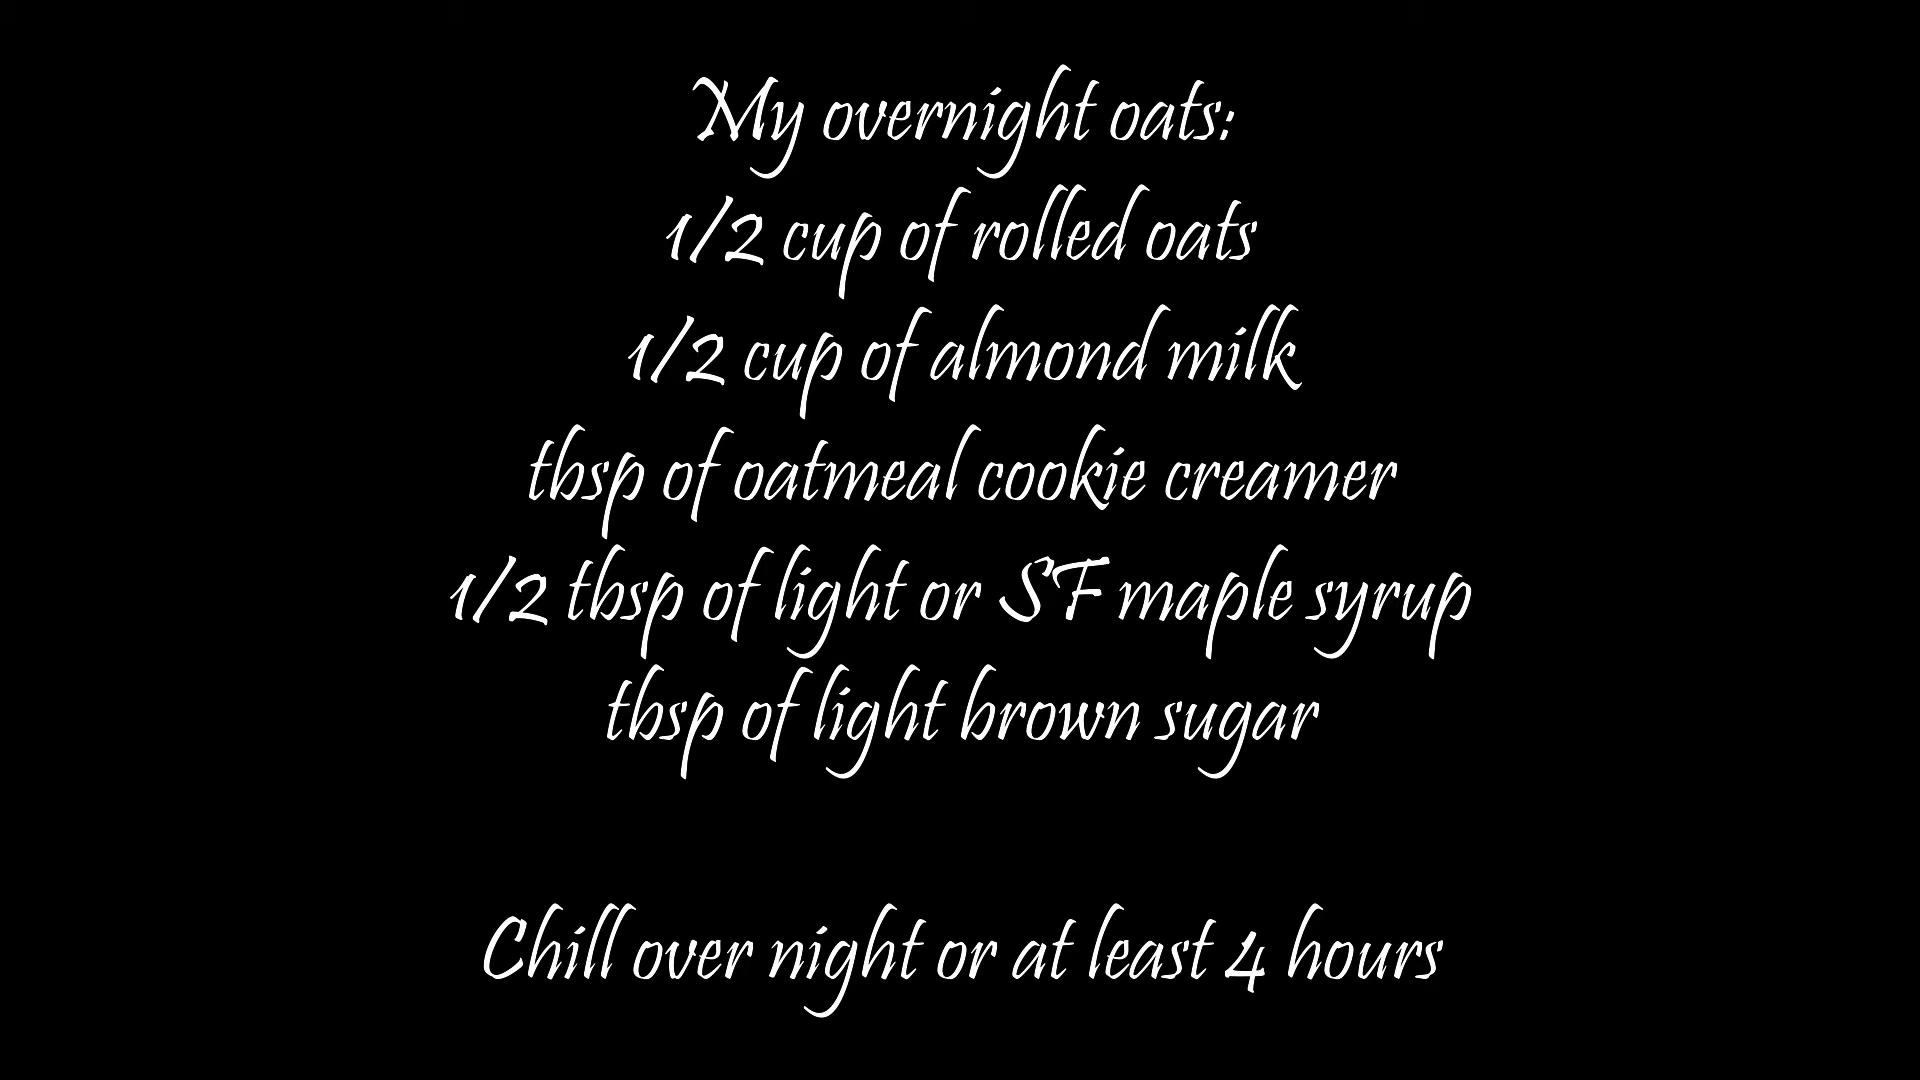 My overnight oats:
1/2 cup of rolled oats
1/2 cup of almond milk
tbsp of oatmeal cookie creamer
1/2 tbsp of light or SF maple syrup
tbsp of light brown sugar
Chill over night or at least 4 hours